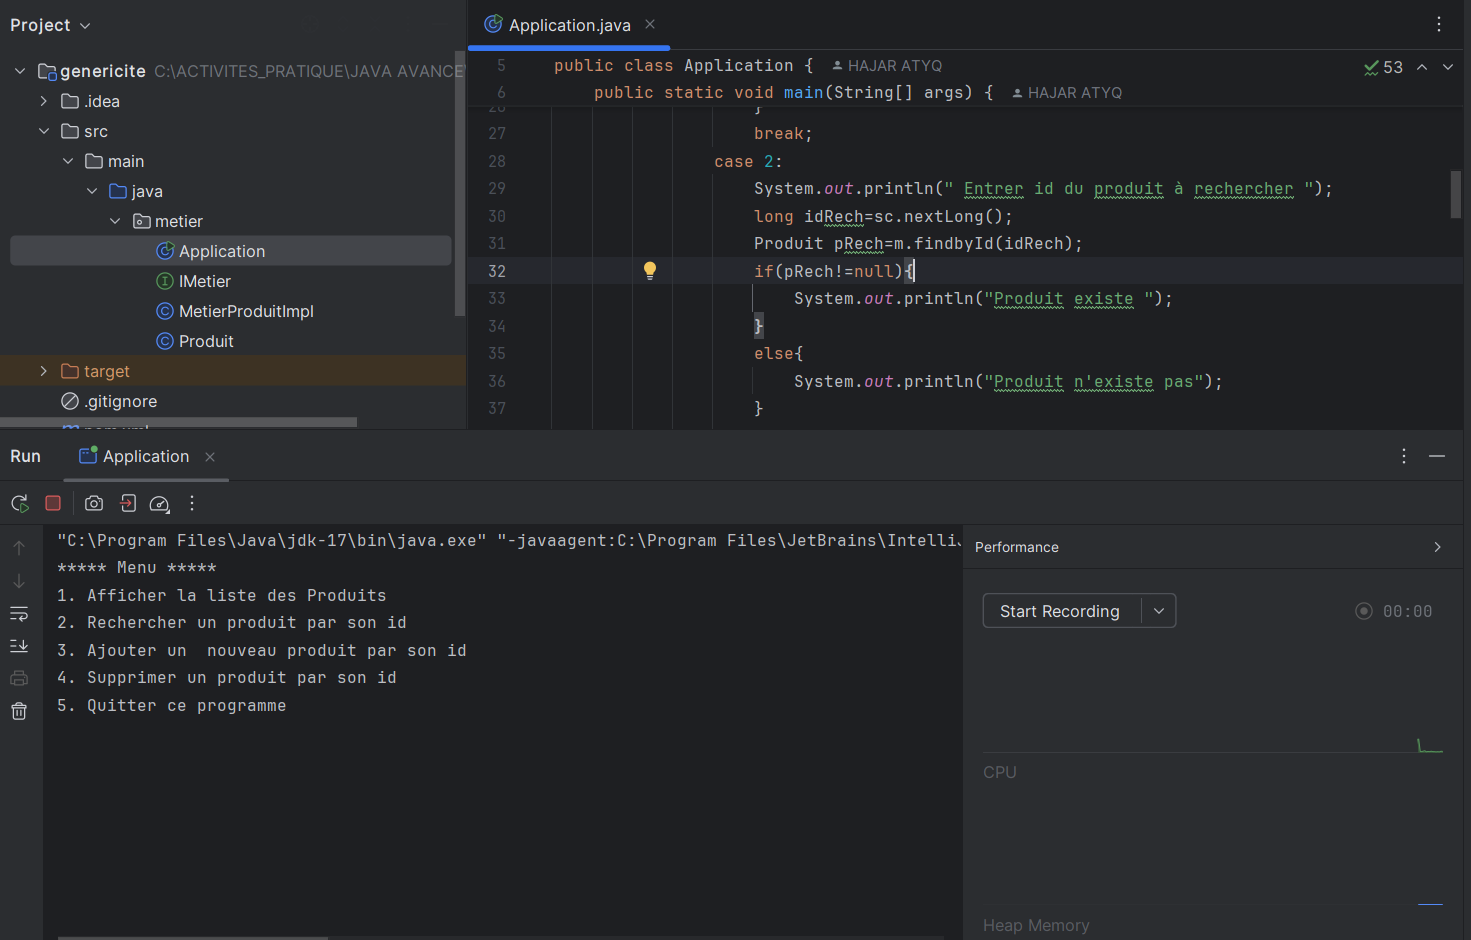 Project
genericite C:\ACTIVITES_PRATIQUE\JAVA AVANCE
.idea
src
main
java
metier
Application
IMetier
MetierProduitImpl
Produit
target
.gitignore
Application.java
53
5 public class Application { HAJAR ATYQ
6 public static void main(String[] args) { HAJAR ATYQ
26 }
27 break;
28 case 2:
29 System.out.println(" Entrer id du produit à rechercher ");
30 long idRech=sc.nextLong();
31 Produit pRech=m.findbyId(idRech);
32 if(pRech!=null){
33 System.out.println("Produit existe ");
34 }
35 else{
36 System.out.println("Produit n'existe pas");
37 }
Run Application
"C:\Program Files\Java\jdk-17\bin\java.exe" "-javaagent:C:\Program Files\JetBrains\IntelliJ
***** Menu *****
1. Afficher la liste des Produits
2. Rechercher un produit par son id
3. Ajouter un  nouveau produit par son id
4. Supprimer un produit par son id
5. Quitter ce programme
Performance
Start Recording
00:00
CPU
Heap Memory